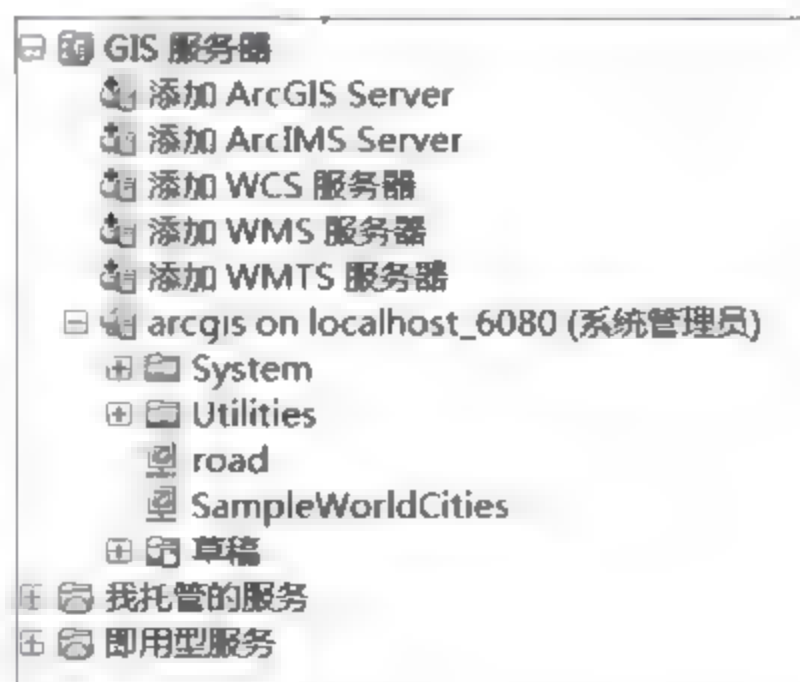 GIS 服务器
添加 ArcGIS Server
添加 ArcIMS Server
添加 WCS 服务器
添加 WMS 服务器
添加 WMTS 服务器
arcgis on localhost_6080 (系统管理员)
System
Utilities
road
SampleWorldCities
草稿
我托管的服务
即用型服务